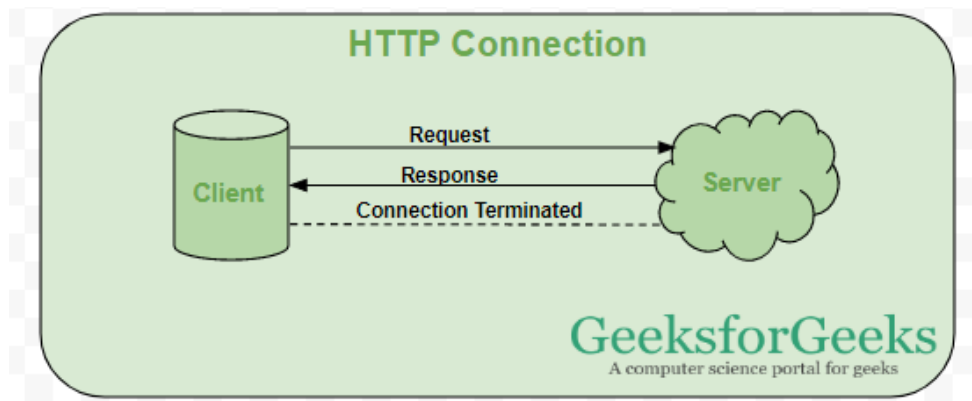 HTTP Connection
Request
Response
Connection Terminated
Client
Server
GeeksforGeeks
A computer science portal for geeks